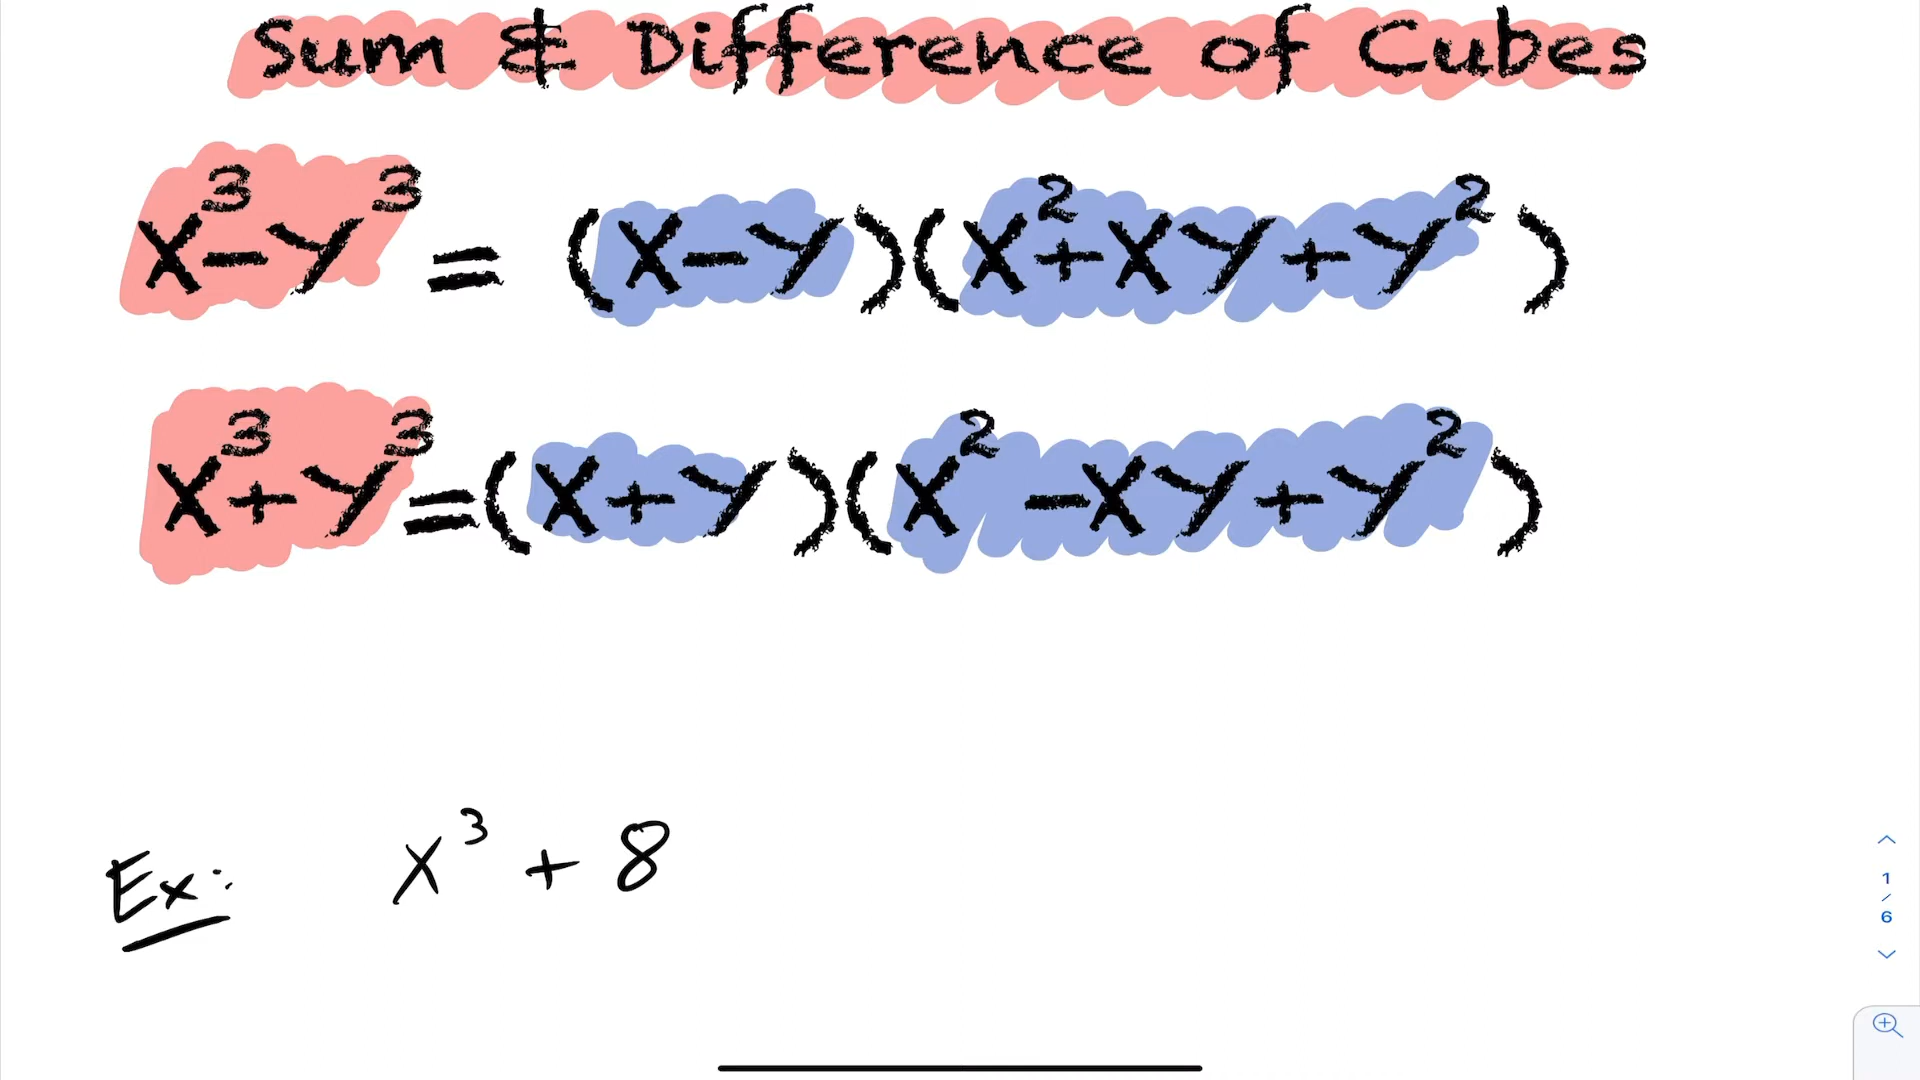 Sum & Difference of Cubes
X³-Y³ = (X-Y)(X²+XY+Y²)
X³+Y³=(X+Y)(X²-XY+Y²)
Ex: X³ + 8
1
/
6